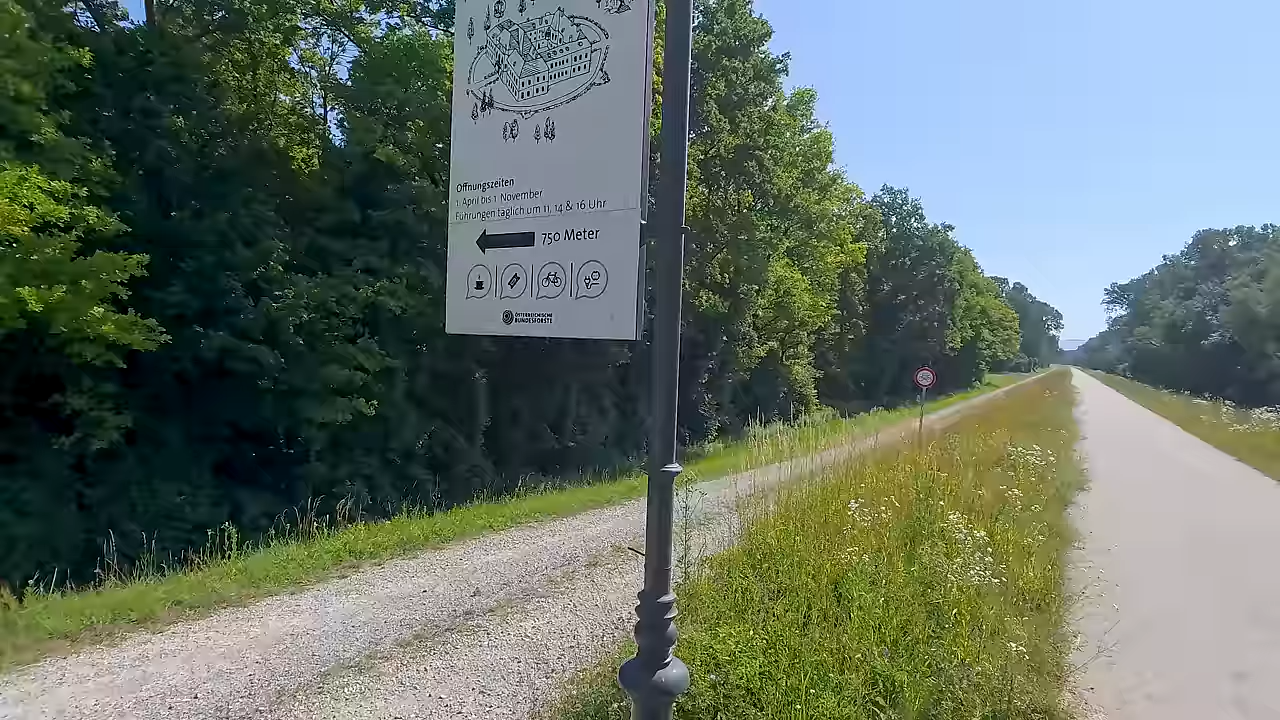 Öffnungszeiten
1. April bis 1. November
Führungen täglich um 11, 14 & 16 Uhr
750 Meter
ÖSTERREICHISCHE
BUNDESFORSTE